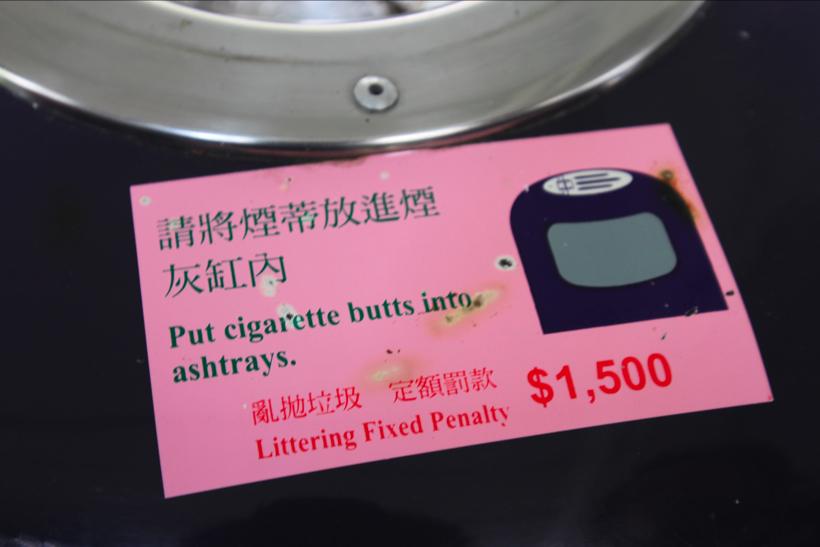 請將煙蒂放進煙
灰缸內
Put cigarette butts into
ashtrays.
亂拋垃圾 定額罰款
Littering Fixed Penalty
$1,500